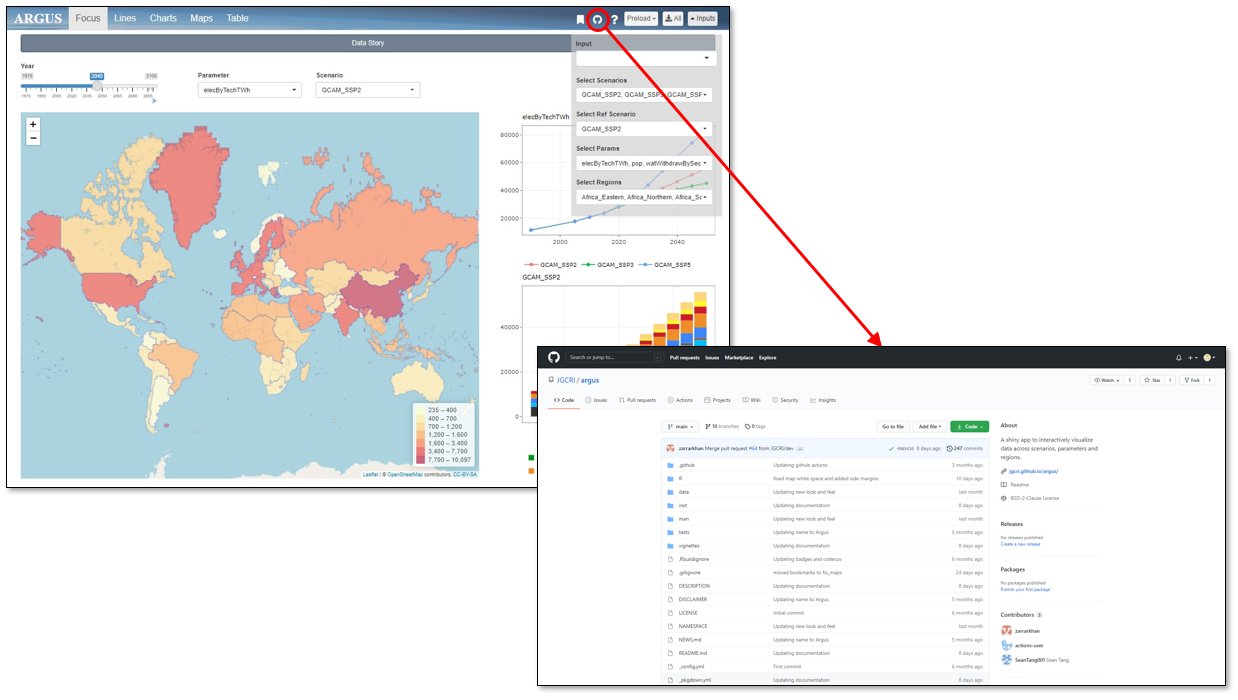 ARGUS Focus Lines Charts Maps Table ? Preload All Inputs
Data Story
Year
1975 2045 2100
1975 1990 2000 2010 2020 2035 2050 2065 2080 2095
Parameter
elecByTechTWh
Scenario
GCAM_SSP2
Input
Select Scenarios
GCAM_SSP2, GCAM_SSP3, GCAM_SSF
Select Ref Scenario
GCAM_SSP2
Select Params
elecByTechTWh, pop, watWithdrawBySec
Select Regions
Africa_Eastern, Africa_Northern, Africa_Sc
+
−
235 – 400
400 – 700
700 – 1,200
1,200 – 1,600
1,600 – 3,400
3,400 – 7,700
7,700 – 10,097
Leaflet | © OpenStreetMap contributors, CC-BY-SA
elecByTechTWh
80000
60000
40000
20000
2000 2020 2040
GCAM_SSP2 GCAM_SSP3 GCAM_SSP5
GCAM_SSP2
40000
20000
0
Search or jump to... / Pull requests Issues Marketplace Explore
JGCRI / argus
Watch 5 Star 1 Fork 1
Code Issues Pull requests Actions Projects Wiki Security Insights
main 10 branches 0 tags Go to file Add file Code
zarrarkhan Merge pull request #64 from JGCRI/dev ... 8 days ago 247 commits
.github Updating github actions 3 months ago
R fixed map white space and added side margins 10 days ago
data Updating new look and feel last month
inst Updating documentation 8 days ago
man Updating new look and feel last month
tests Updating name to Argus 5 months ago
vignettes Updating documentation 8 days ago
.Rbuildignore Updating badges and codecov 5 months ago
.gitignore moved bookmarks to fix_maps 24 days ago
DESCRIPTION Updating documentation 8 days ago
DISCLAIMER Updating name to Argus 5 months ago
LICENSE Initial commit 6 months ago
NAMESPACE Updating new look and feel last month
NEWS.md Updating name to Argus 5 months ago
README.md Updating documentation 8 days ago
_config.yml First commit 6 months ago
_pkgdown.yml Updating documentation 8 days ago
About
A shiny app to interactively visualize
data across scenarios, parameters and
regions.
jgcri.github.io/argus/
Readme
BSD-2-Clause License
Releases
No releases published
Create a new release
Packages
No packages published
Publish your first package
Contributors 3
zarrarkhan
actions-user
SeanTang001 Sean Tang